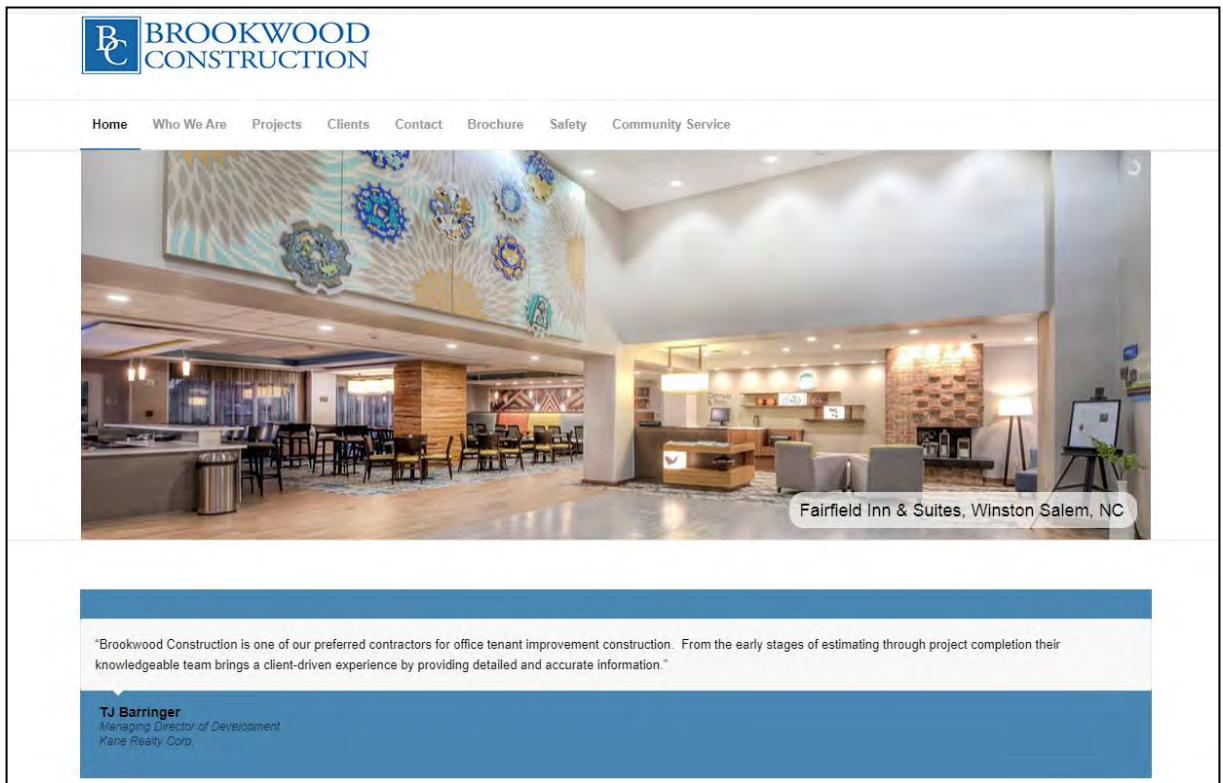 BC
BROOKWOOD
CONSTRUCTION
Home Who We Are Projects Clients Contact Brochure Safety Community Service
Fairfield Inn & Suites, Winston Salem, NC
“Brookwood Construction is one of our preferred contractors for office tenant improvement construction. From the early stages of estimating through project completion their
knowledgeable team brings a client-driven experience by providing detailed and accurate information.”
TJ Barringer
Managing Director of Development
Kane Realty Corp.